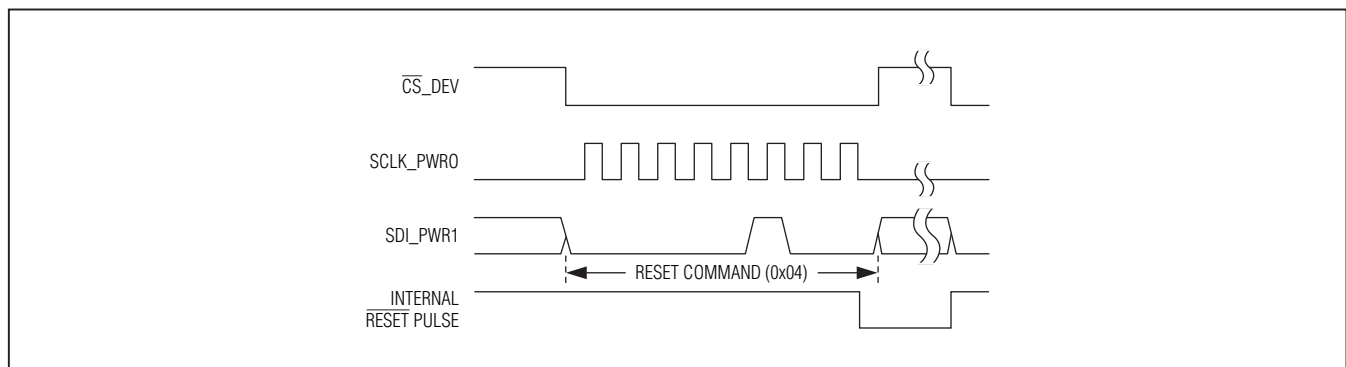 CS_DEV
SCLK_PWR0
SDI_PWR1
RESET COMMAND (0x04)
INTERNAL
RESET PULSE